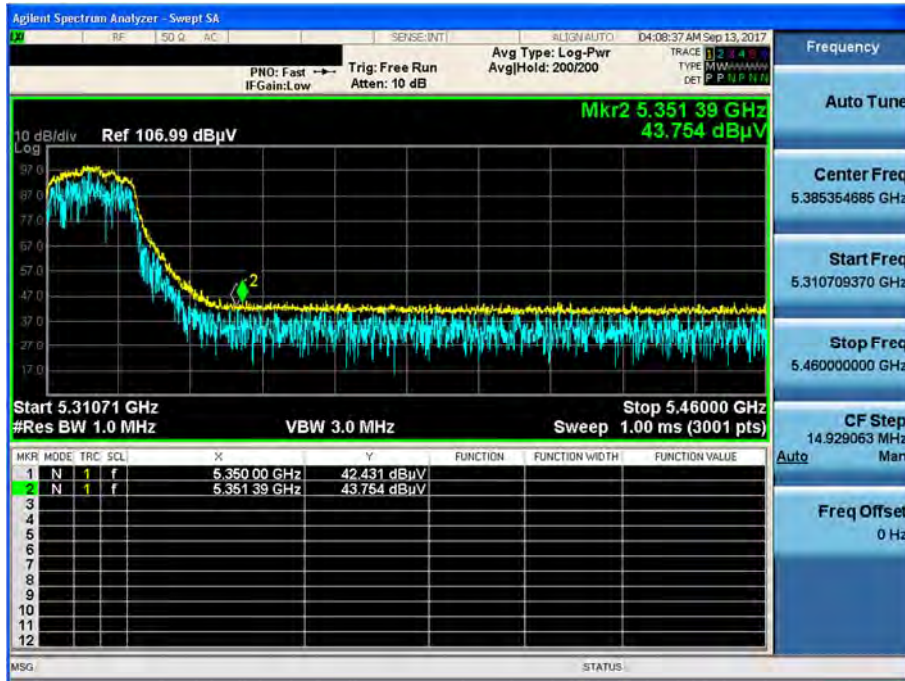 Agilent Spectrum Analyzer - Swept SA
RF 50 Ω AC SENSE:INT ALIGN AUTO 04:08:37 AM Sep 13, 2017
PNO: Fast Trig: Free Run Avg Type: Log-Pwr TRACE 1 2 3 4 5 6
IFGain:Low Atten: 10 dB Avg|Hold: 200/200 TYPE MWWWWW
DET P P N P N N
Mkr2 5.351 39 GHz
43.754 dBµV
10 dB/div Ref 106.99 dBµV
Log
97.0
87.0
77.0
67.0
57.0
47.0
37.0
27.0
17.0
2
Start 5.31071 GHz Stop 5.46000 GHz
#Res BW 1.0 MHz VBW 3.0 MHz Sweep 1.00 ms (3001 pts)
MKR MODE TRC SCL X Y FUNCTION FUNCTION WIDTH FUNCTION VALUE
1 N 1 f 5.350 00 GHz 42.431 dBµV
2 N 1 f 5.351 39 GHz 43.754 dBµV
3
4
5
6
7
8
9
10
11
12
MSG STATUS
Frequency
Auto Tune
Center Freq
5.385354685 GHz
Start Freq
5.310709370 GHz
Stop Freq
5.460000000 GHz
CF Step
14.929063 MHz
Auto Man
Freq Offset
0 Hz